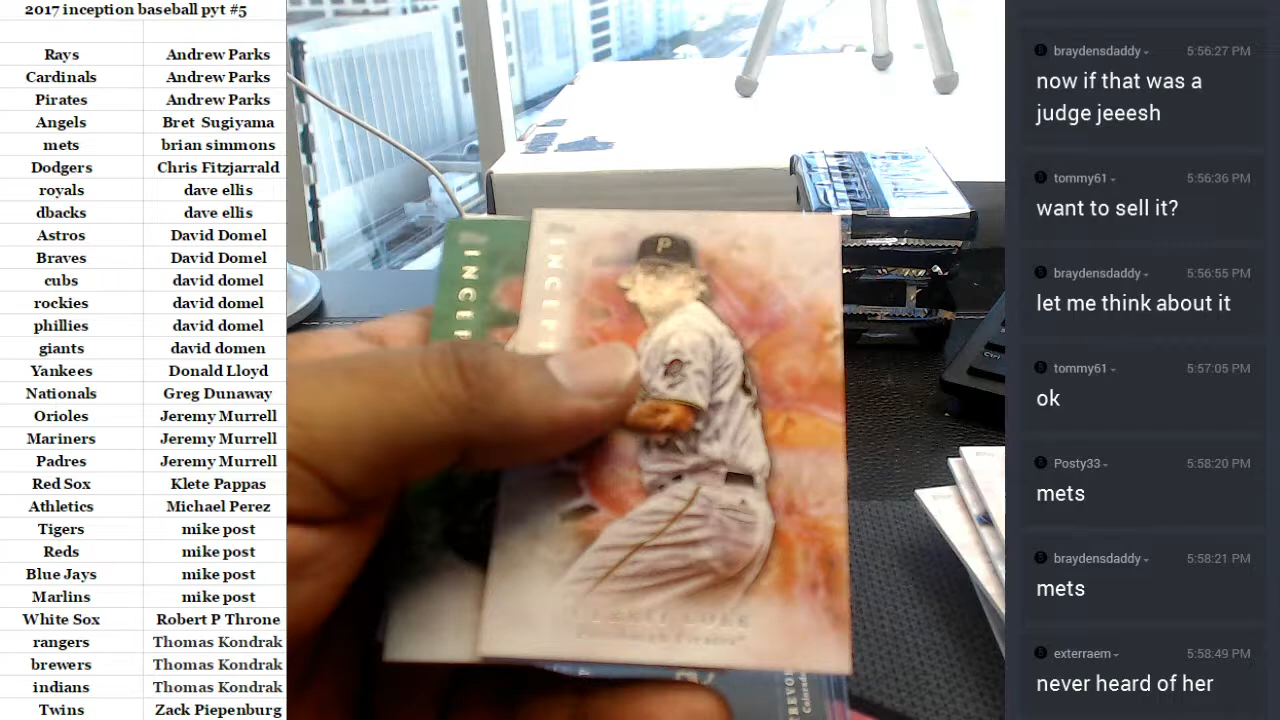 2017 inception baseball pyt #5
Rays Andrew Parks
Cardinals Andrew Parks
Pirates Andrew Parks
Angels Bret Sugiyama
mets brian simmons
Dodgers Chris Fitzjarrald
royals dave ellis
dbacks dave ellis
Astros David Domel
Braves David Domel
cubs david domel
rockies david domel
phillies david domel
giants david domen
Yankees Donald Lloyd
Nationals Greg Dunaway
Orioles Jeremy Murrell
Mariners Jeremy Murrell
Padres Jeremy Murrell
Red Sox Klete Pappas
Athletics Michael Perez
Tigers mike post
Reds mike post
Blue Jays mike post
Marlins mike post
White Sox Robert P Throne
rangers Thomas Kondrak
brewers Thomas Kondrak
indians Thomas Kondrak
Twins Zack Piepenburg
INCEP
INCEP
P
Pittsburgh Pirates
TREVOR
Colorado
Ctrl
braydensdaddy 5:56:27 PM
now if that was a
judge jeeesh
tommy61 5:56:36 PM
want to sell it?
braydensdaddy 5:56:55 PM
let me think about it
tommy61 5:57:05 PM
ok
Posty33 5:58:20 PM
mets
braydensdaddy 5:58:21 PM
mets
exterraem 5:58:49 PM
never heard of her